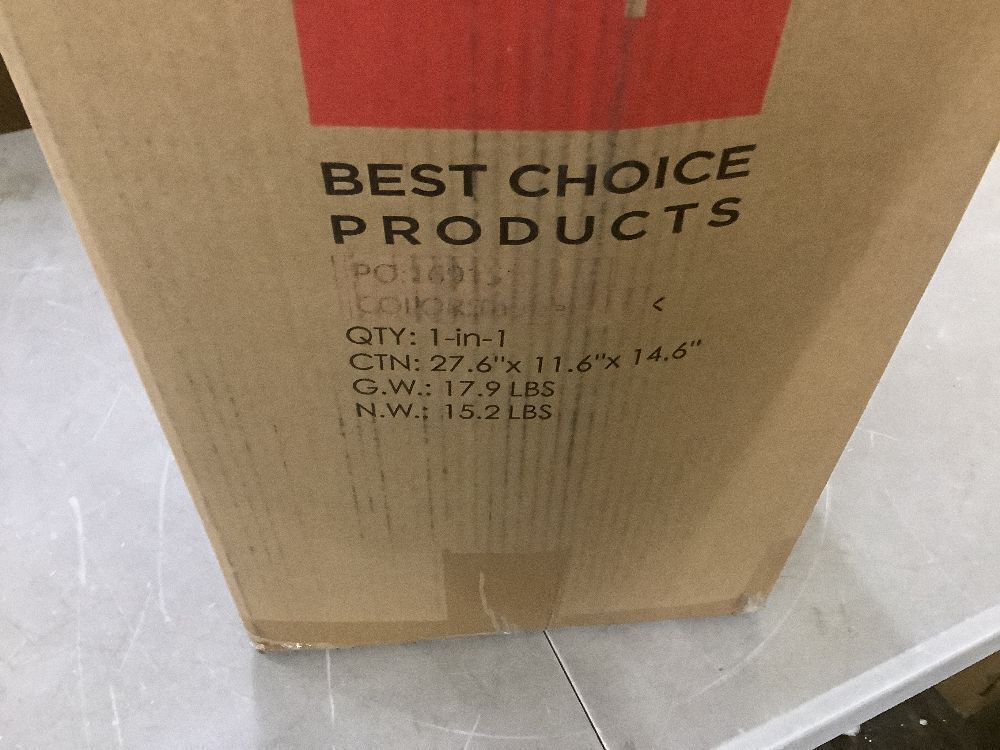 BEST CHOICE
PRODUCTS
PO:
<
QTY: 1-in-1
CTN: 27.6"x 11.6"x 14.6"
G.W.: 17.9 LBS
N.W.: 15.2 LBS